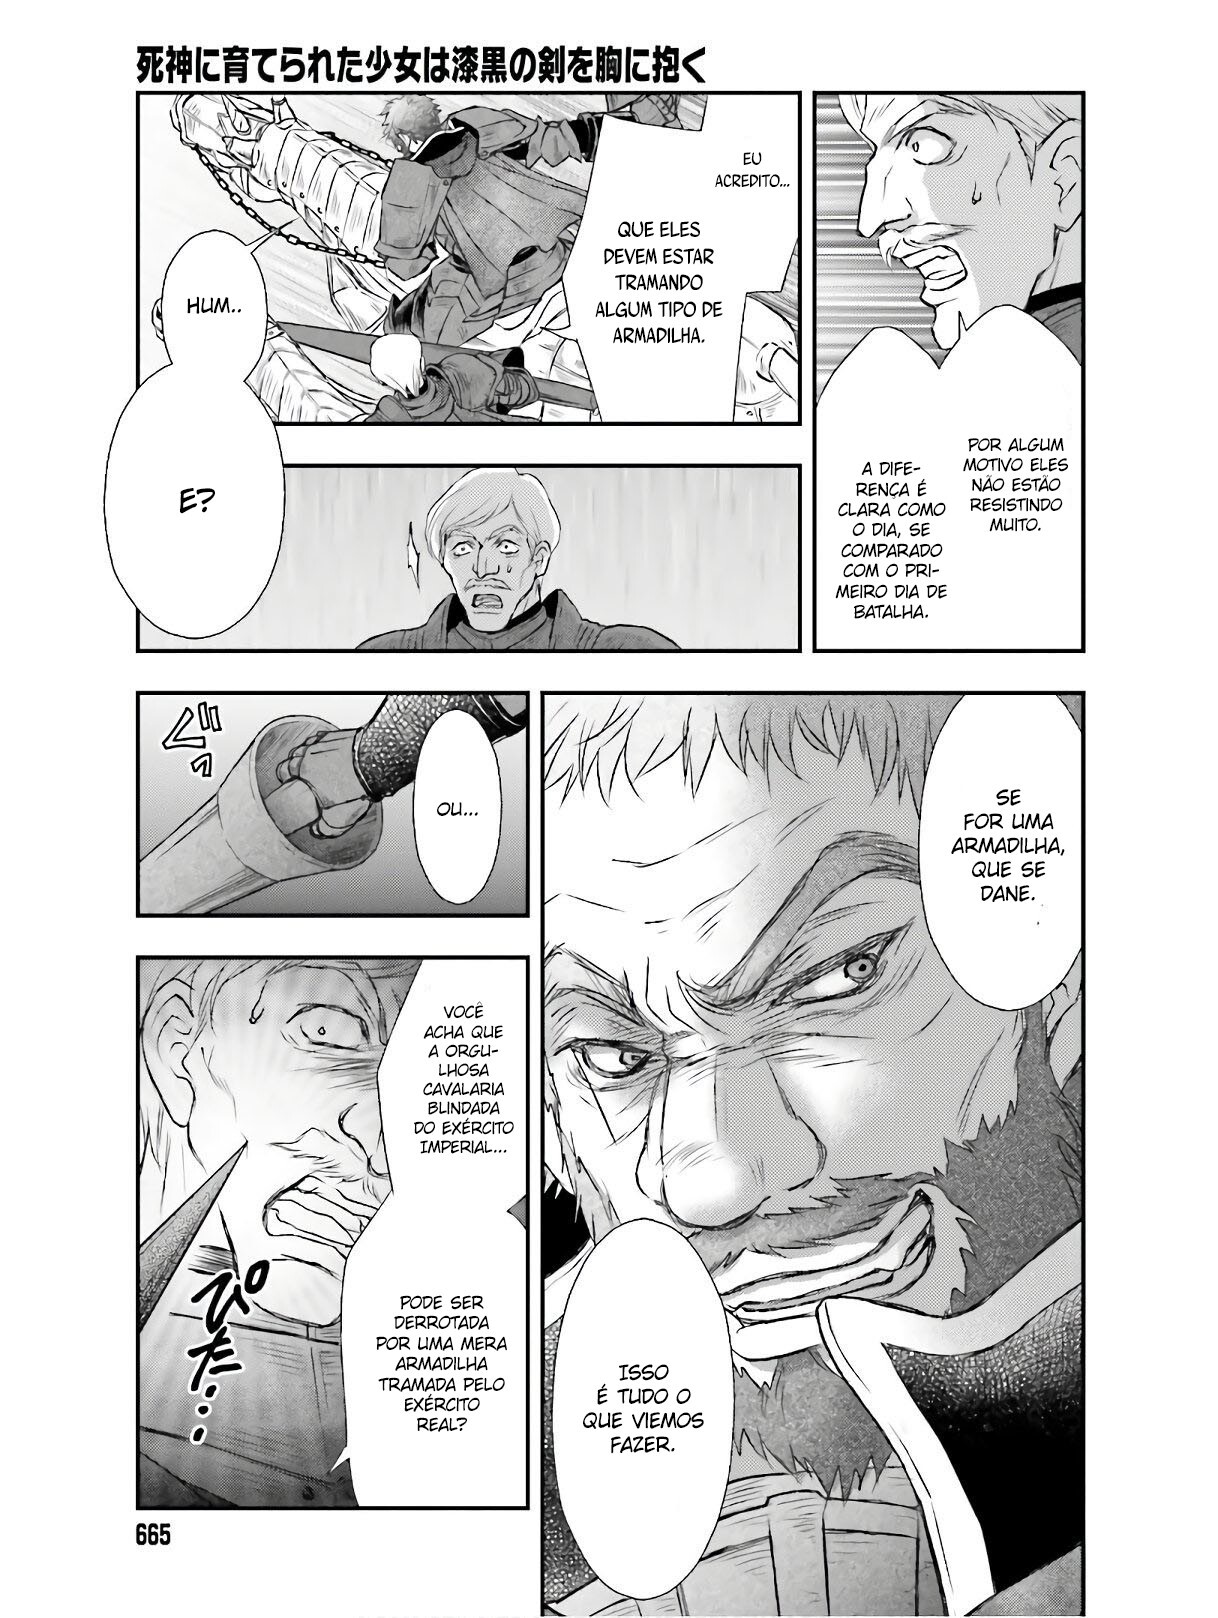 死神に育てられた少女は漆黒の剣を胸に抱く
POR ALGUM
MOTIVO ELES
NÃO ESTÃO
RESISTINDO
MUITO.
A DIFE-
RENÇA É
CLARA COMO
O DIA, SE
COMPARADO
COM O PRI-
MEIRO DIA DE
BATALHA.
EU
ACREDITO...
QUE ELES
DEVEM ESTAR
TRAMANDO
ALGUM TIPO DE
ARMADILHA.
HUM..
E?
SE
FOR UMA
ARMADILHA,
QUE SE
DANE.
ISSO
É TUDO O
QUE VIEMOS
FAZER.
OU...
グッ
VOCÊ
ACHA QUE
A ORGU-
LHOSA
CAVALARIA
BLINDADA
DO EXÉRCITO
IMPERIAL...
PODE SER
DERROTADA
POR UMA MERA
ARMADILHA
TRAMADA PELO
EXÉRCITO
REAL?
ぴた…
665